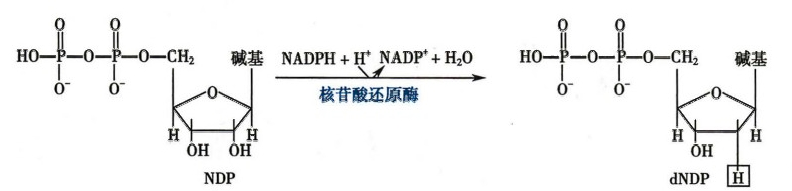 O O
HO—P—O—P—O—CH₂ 碱基
O⁻ O⁻
O
H H
OH OH
NDP
NADPH + H⁺ NADP⁺ + H₂O
核苷酸还原酶
O O
HO—P—O—P—O—CH₂ 碱基
O⁻ O⁻
O
H H
OH
dNDP H